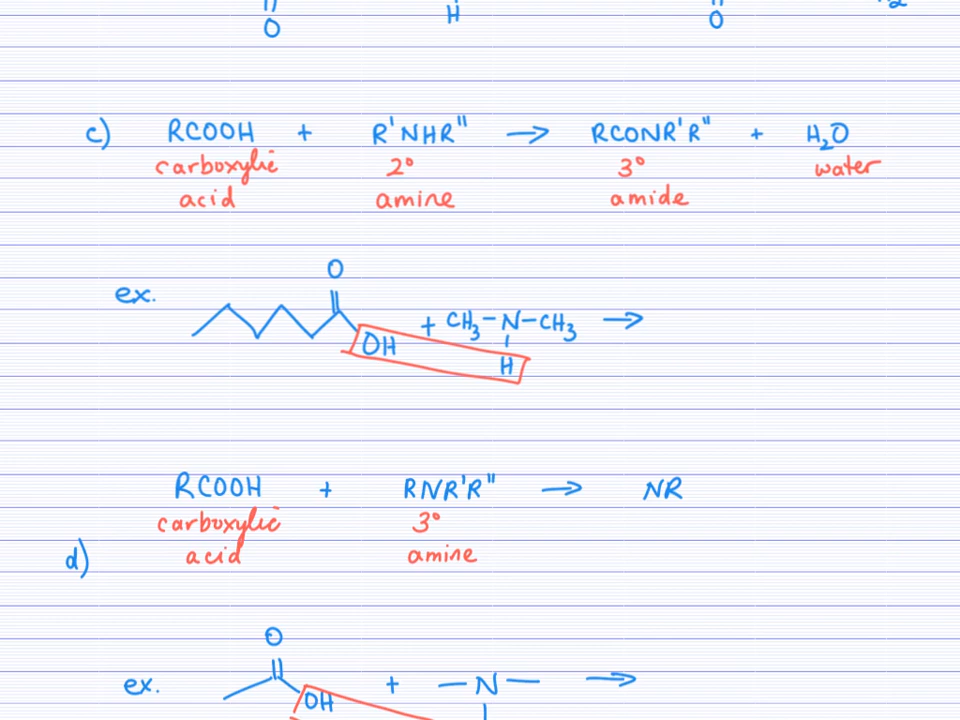 O H O
c) RCOOH + R'NHR" → RCONR'R" + H₂O
carboxylic 2° 3° water
acid amine amide
O
ex. + CH₃-N-CH₃ →
OH H
RCOOH + RNR'R" → NR
carboxylic 3°
d) acid amine
O
ex. + -N- →
OH